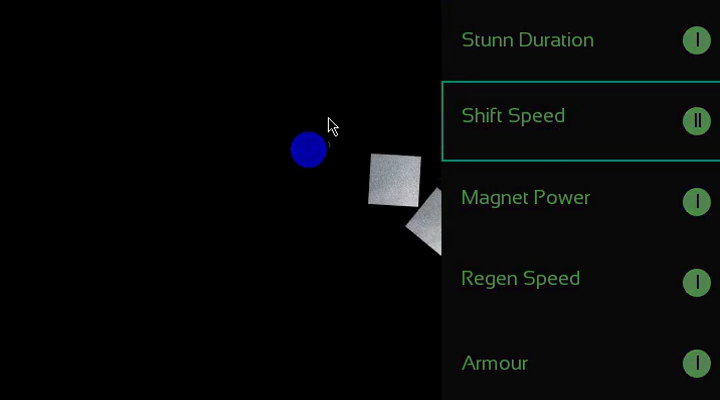 Stunn Duration I
Shift Speed II
Magnet Power I
Regen Speed I
Armour I